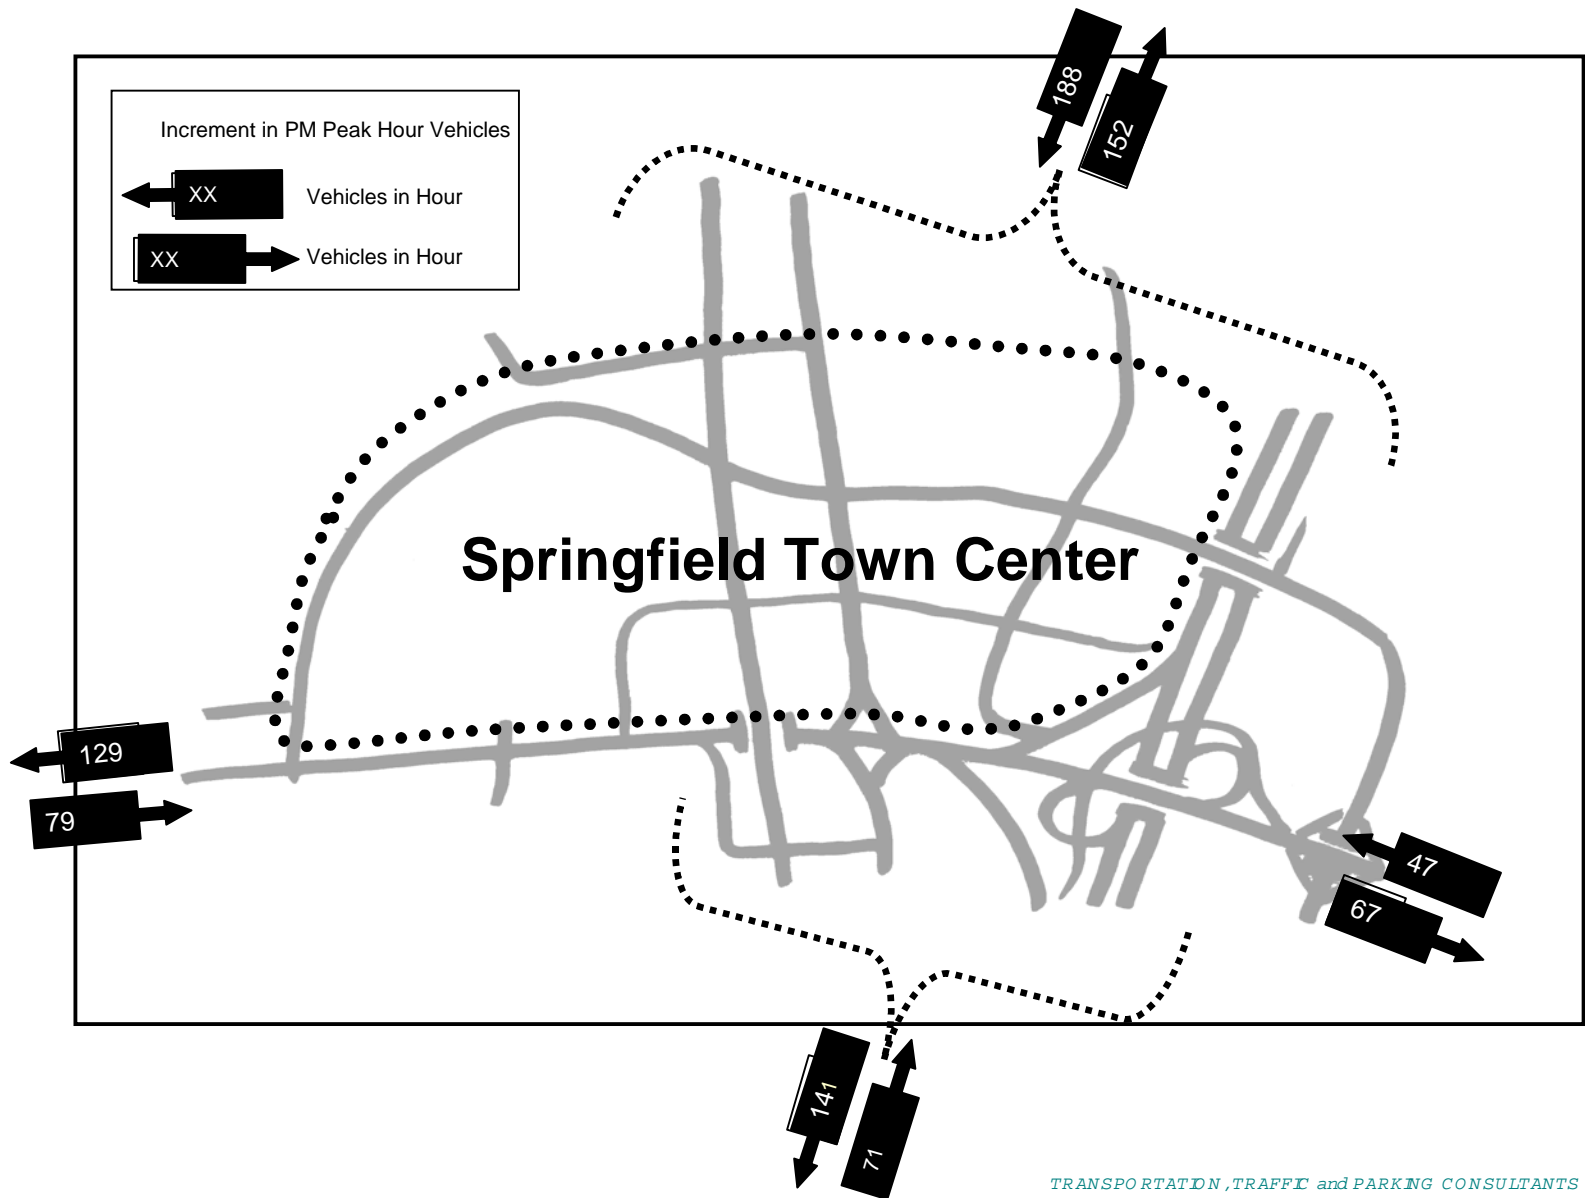 188
152
Increment in PM Peak Hour Vehicles
XX Vehicles in Hour
XX Vehicles in Hour
Springfield Town Center
129
79
47
67
141
71
TRANSPORTATION, TRAFFIC and PARKING CONSULTANTS